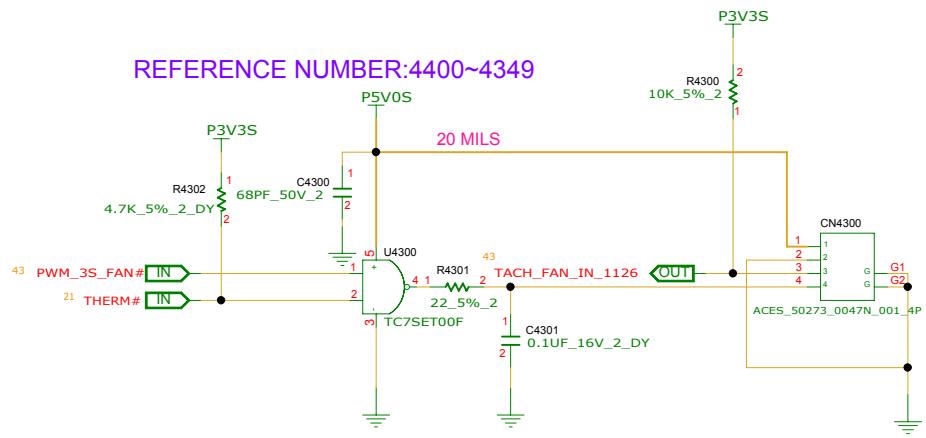 P3V3S
REFERENCE NUMBER:4400~4349
R4300
2
10K_5%_2
1
P5V0S
P3V3S
20 MILS
R4302
1
4.7K_5%_2_DY
2
C4300
1
68PF_50V_2
2
CN4300
43 PWM_3S_FAN# IN
1
5
U4300
+
43
TACH_FAN_IN_1126 OUT
21 THERM# IN
2
4
1 R4301 2
22_5%_2
-
3
TC7SET00F
1 1
2 2
3 3
4 4
G G1
G G2
ACES_50273_0047N_001_4P
1
C4301
2
0.1UF_16V_2_DY